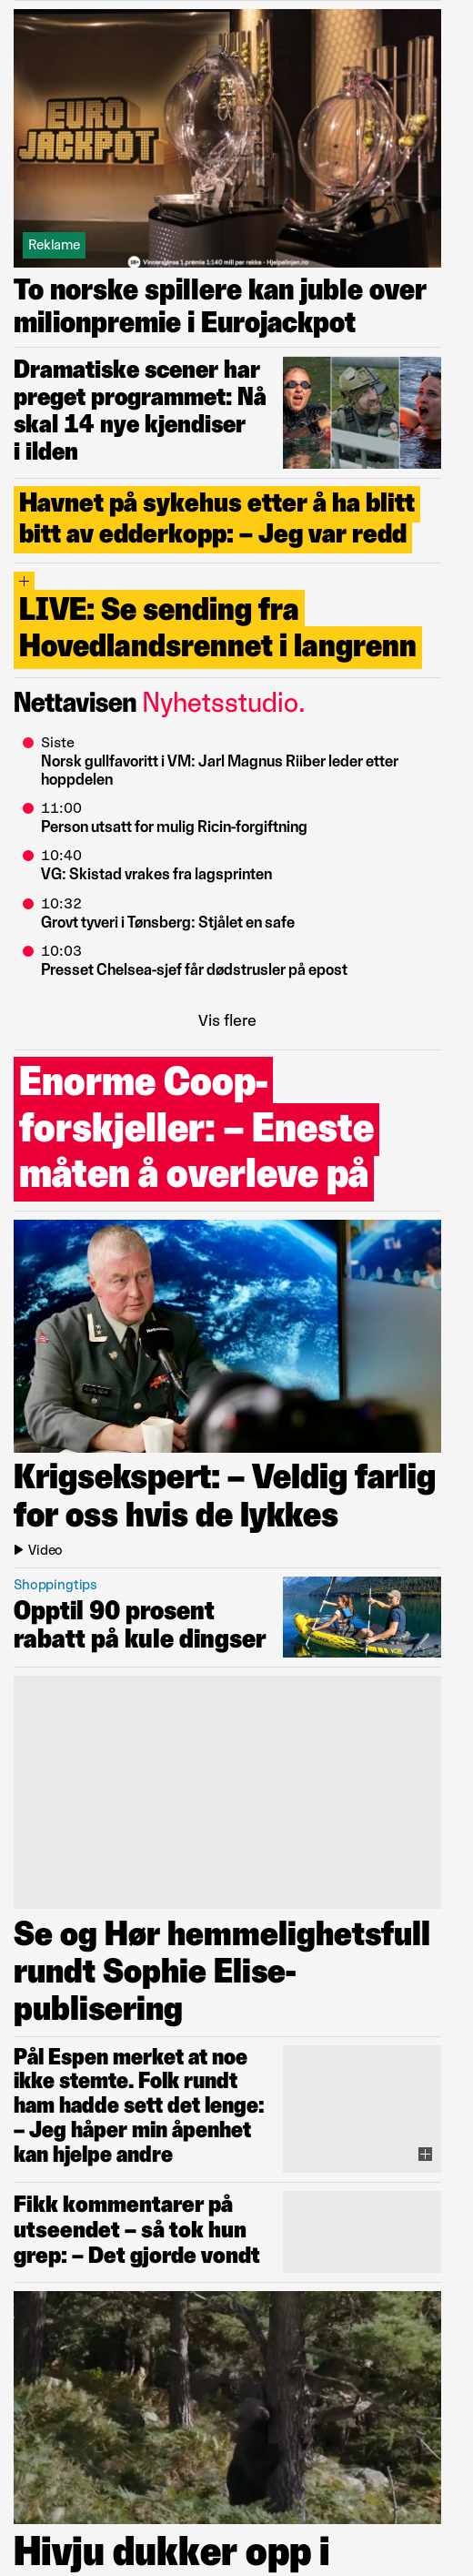 EURO
JACKPOT
Reklame
18+ Vinnersjanse 1.premie 1:140 mill per rekke - Hjelpelinjen.no
To norske spillere kan juble over
milionpremie i Eurojackpot
Dramatiske scener har
preget programmet: Nå
skal 14 nye kjendiser
i ilden
Havnet på sykehus etter å ha blitt
bitt av edderkopp: – Jeg var redd
+
LIVE: Se sending fra
Hovedlandsrennet i langrenn
Nettavisen Nyhetsstudio.
Siste
Norsk gullfavoritt i VM: Jarl Magnus Riiber leder etter
hoppdelen
11:00
Person utsatt for mulig Ricin-forgiftning
10:40
VG: Skistad vrakes fra lagsprinten
10:32
Grovt tyveri i Tønsberg: Stjålet en safe
10:03
Presset Chelsea-sjef får dødstrusler på epost
Vis flere
Enorme Coop-
forskjeller: – Eneste
måten å overleve på
Krigsekspert: – Veldig farlig
for oss hvis de lykkes
Video
Shoppingtips
Opptil 90 prosent
rabatt på kule dingser
Se og Hør hemmelighetsfull
rundt Sophie Elise-
publisering
Pål Espen merket at noe
ikke stemte. Folk rundt
ham hadde sett det lenge:
– Jeg håper min åpenhet
kan hjelpe andre
Fikk kommentarer på
utseendet – så tok hun
grep: – Det gjorde vondt
Hivju dukker opp i